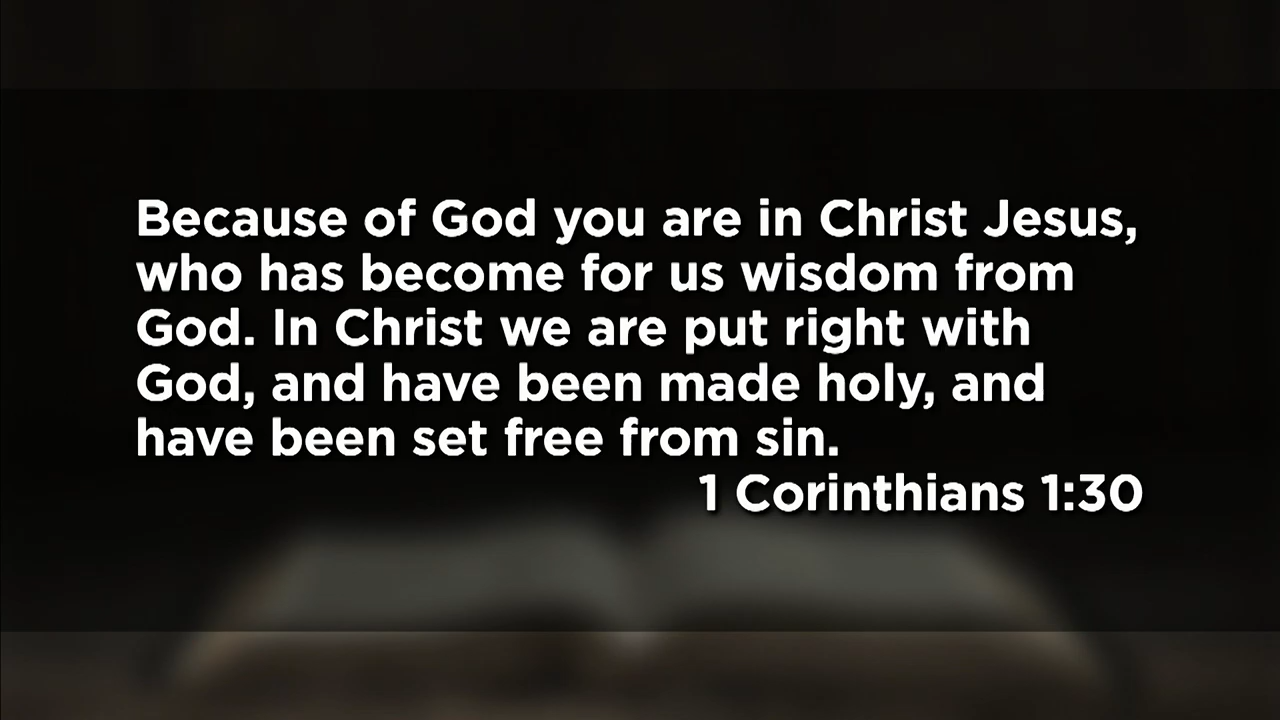 Because of God you are in Christ Jesus,
who has become for us wisdom from
God. In Christ we are put right with
God, and have been made holy, and
have been set free from sin.
1 Corinthians 1:30